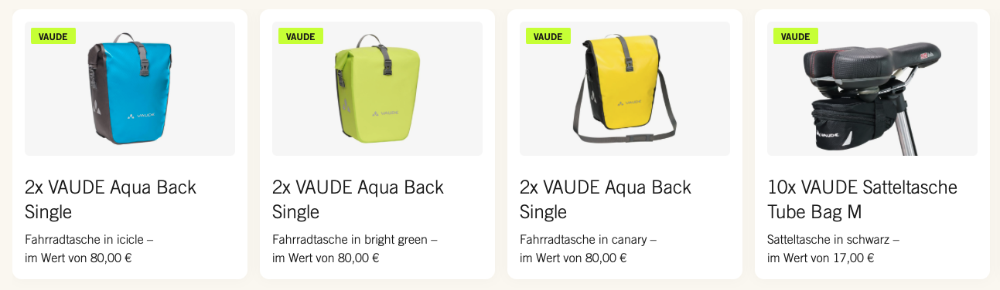 VAUDE
VAUDE
2x VAUDE Aqua Back
Single
Fahrradtasche in icicle –
im Wert von 80,00 €
VAUDE
VAUDE
2x VAUDE Aqua Back
Single
Fahrradtasche in bright green –
im Wert von 80,00 €
VAUDE
VAUDE
2x VAUDE Aqua Back
Single
Fahrradtasche in canary –
im Wert von 80,00 €
VAUDE
VAUDE
10x VAUDE Satteltasche
Tube Bag M
Satteltasche in schwarz –
im Wert von 17,00 €